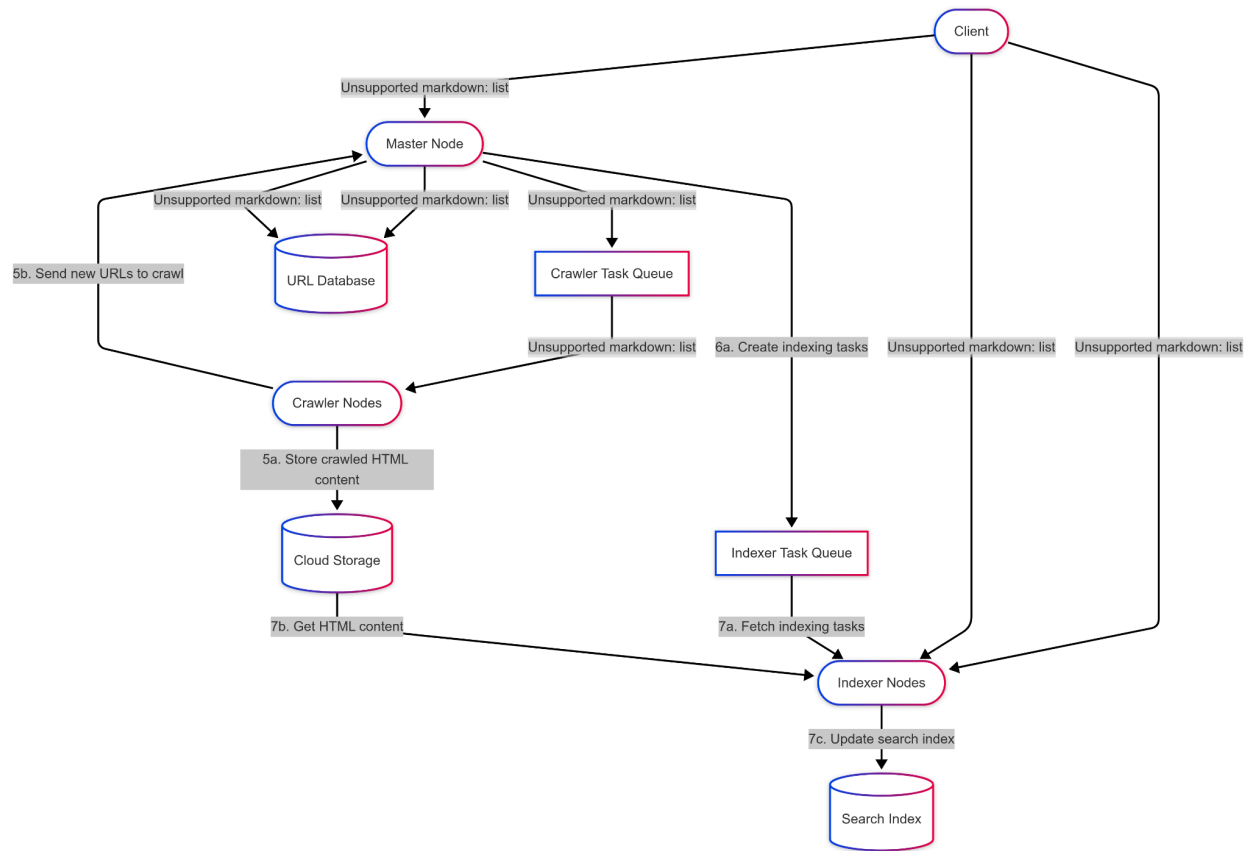 Client
Unsupported markdown: list
Master Node
Unsupported markdown: list
Unsupported markdown: list
Unsupported markdown: list
5b. Send new URLs to crawl
URL Database
Crawler Task Queue
Unsupported markdown: list
6a. Create indexing tasks
Unsupported markdown: list
Unsupported markdown: list
Crawler Nodes
5a. Store crawled HTML
content
Cloud Storage
Indexer Task Queue
7b. Get HTML content
7a. Fetch indexing tasks
Indexer Nodes
7c. Update search index
Search Index